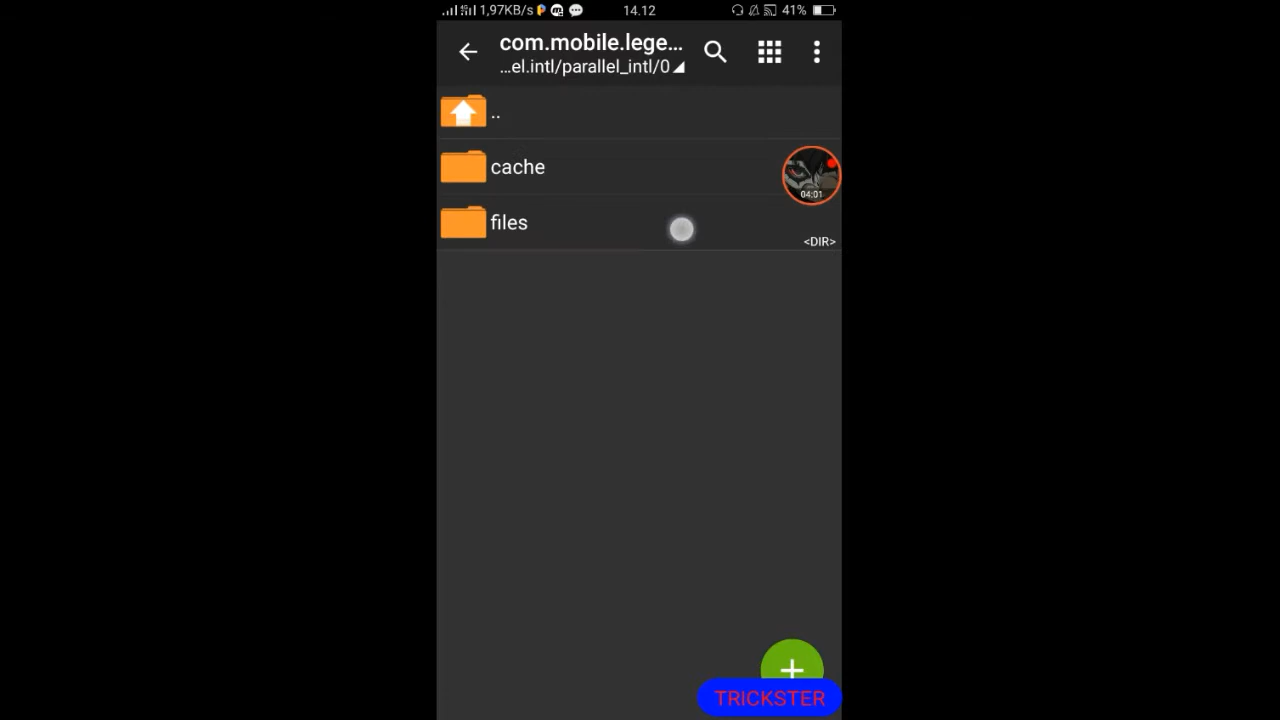 1,97KB/s 14.12 41%
com.mobile.lege...
...el.intl/parallel_intl/0
..
cache
04:01
files
<DIR>
TRICKSTER